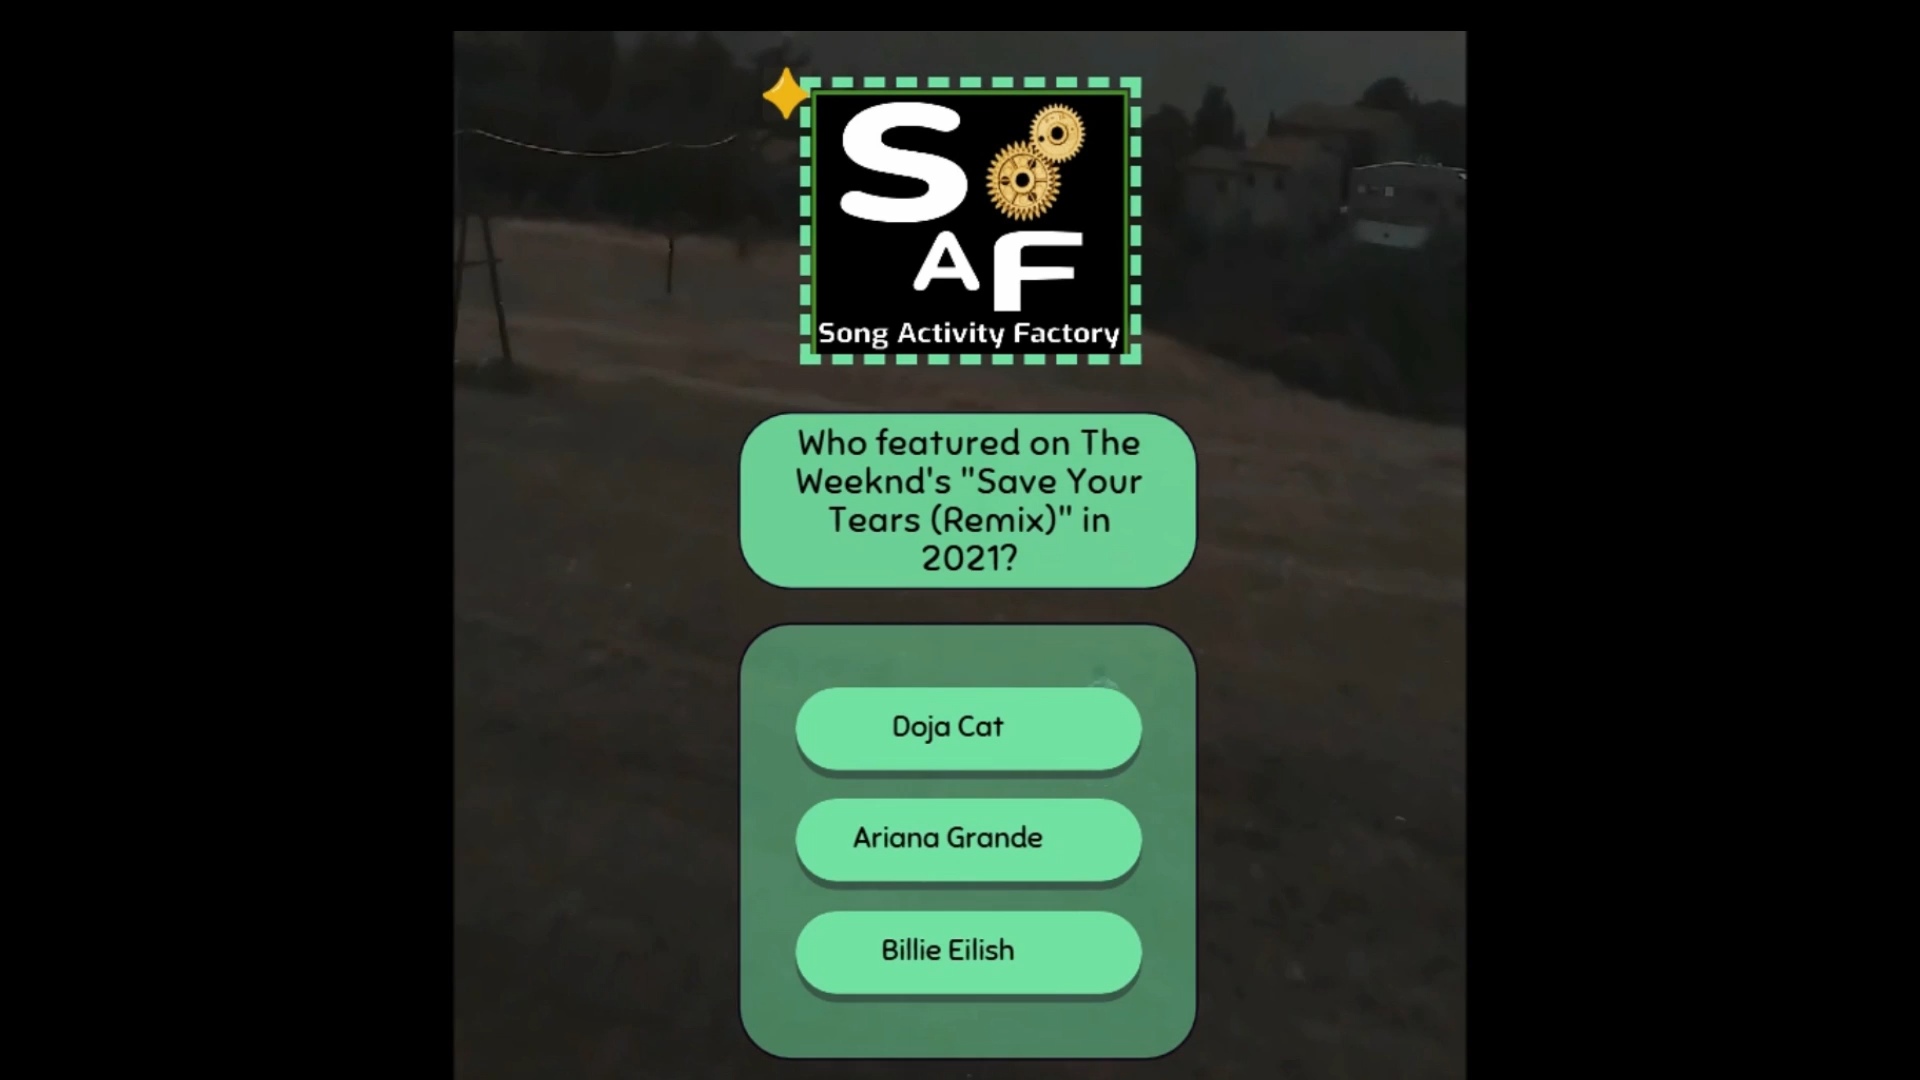 S
AF
Song Activity Factory
Who featured on The
Weeknd's "Save Your
Tears (Remix)" in
2021?
Doja Cat
Ariana Grande
Billie Eilish